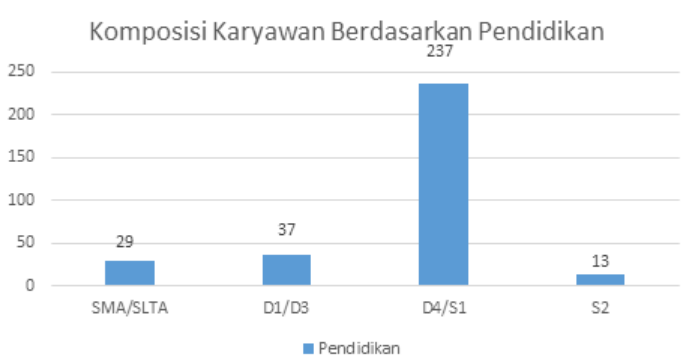 Komposisi Karyawan Berdasarkan Pendidikan
237
250
200
150
100
50
0
29
37
13
SMA/SLTA
D1/D3
D4/S1
S2
Pendidikan